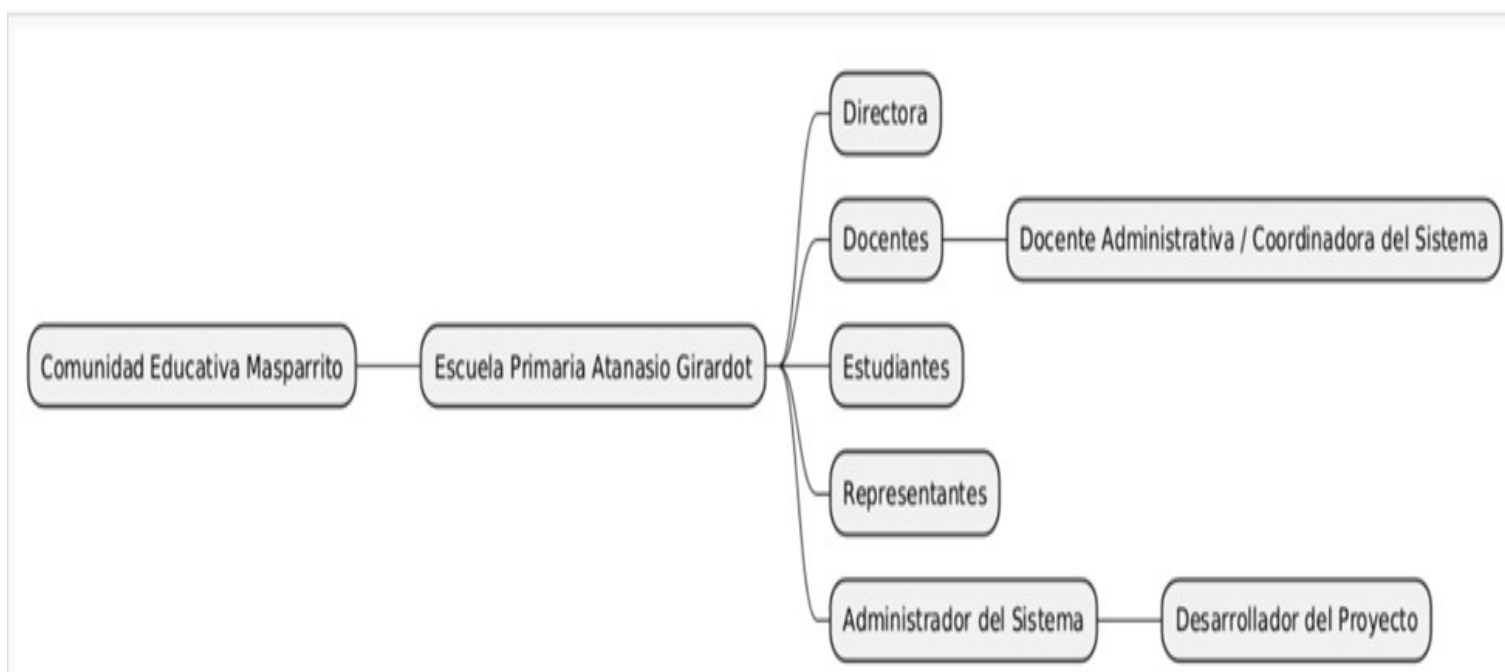 Directora
Docentes
Docente Administrativa / Coordinadora del Sistema
Comunidad Educativa Masparrito
Escuela Primaria Atanasio Girardot
Estudiantes
Representantes
Administrador del Sistema
Desarrollador del Proyecto